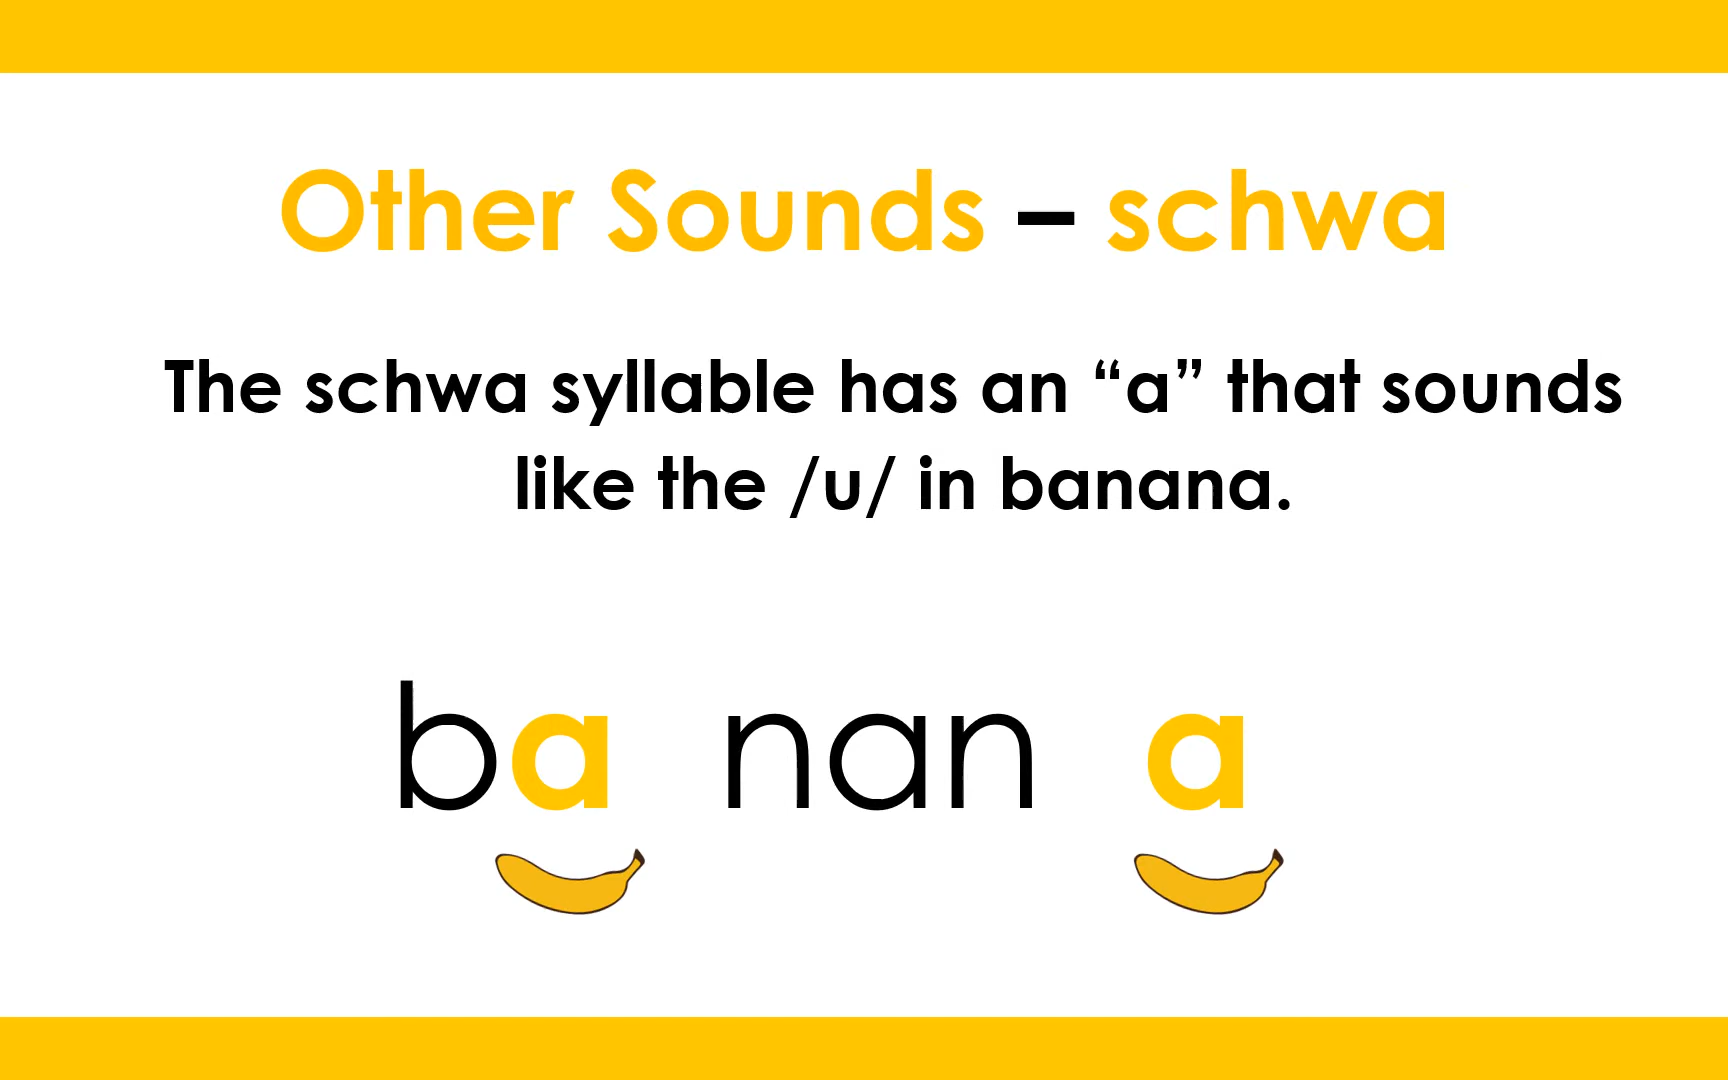 Other Sounds – schwa
The schwa syllable has an “a” that sounds
like the /u/ in banana.
ba nan a